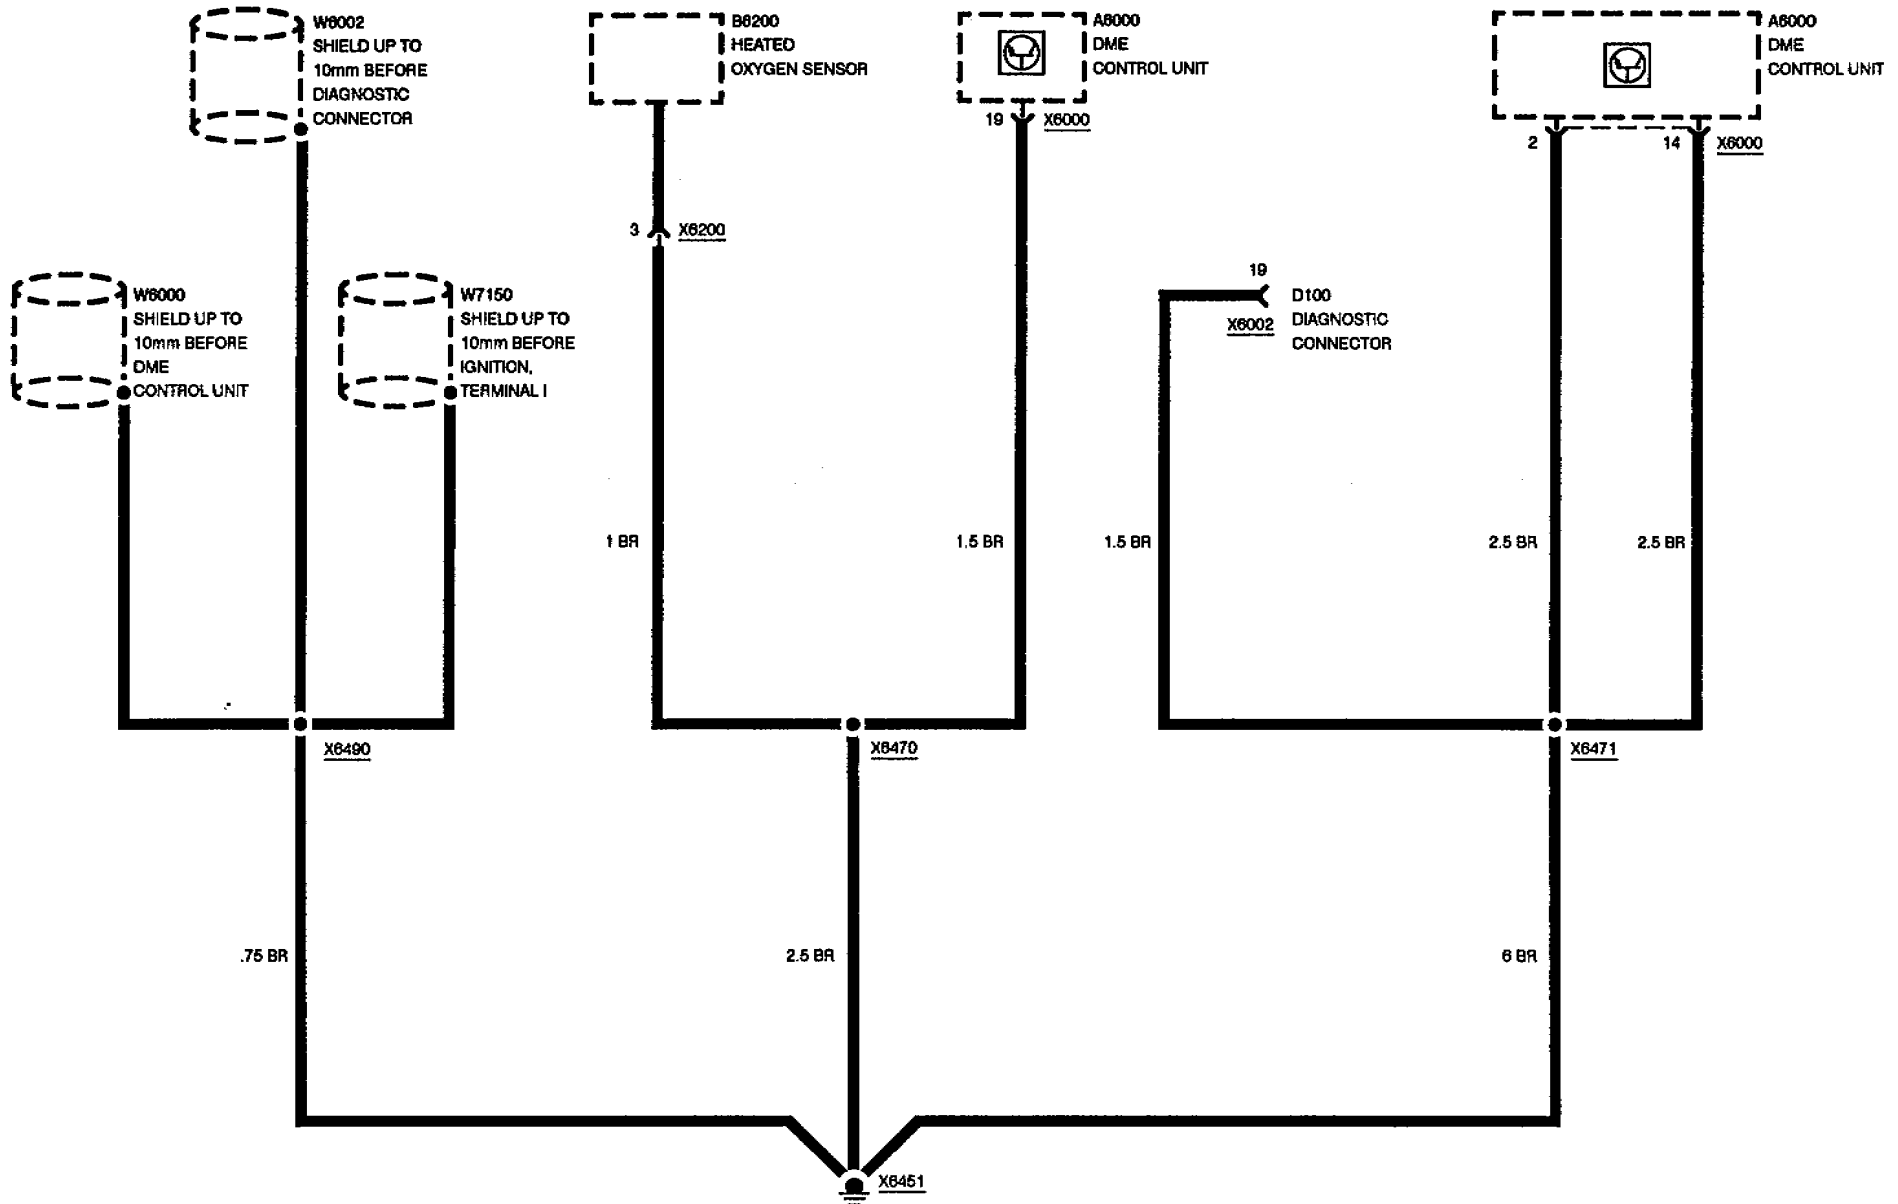 W6002
SHIELD UP TO
10mm BEFORE
DIAGNOSTIC
CONNECTOR
B6200
HEATED
OXYGEN SENSOR
A6000
DME
CONTROL UNIT
19
X6000
A6000
DME
CONTROL UNIT
2
14
X6000
3
X6200
W6000
SHIELD UP TO
10mm BEFORE
DME
CONTROL UNIT
W7150
SHIELD UP TO
10mm BEFORE
IGNITION,
TERMINAL I
19
X6002
D100
DIAGNOSTIC
CONNECTOR
1 BR
1.5 BR
1.5 BR
2.5 BR
2.5 BR
X6490
X6470
X6471
.75 BR
2.5 BR
6 BR
X6451